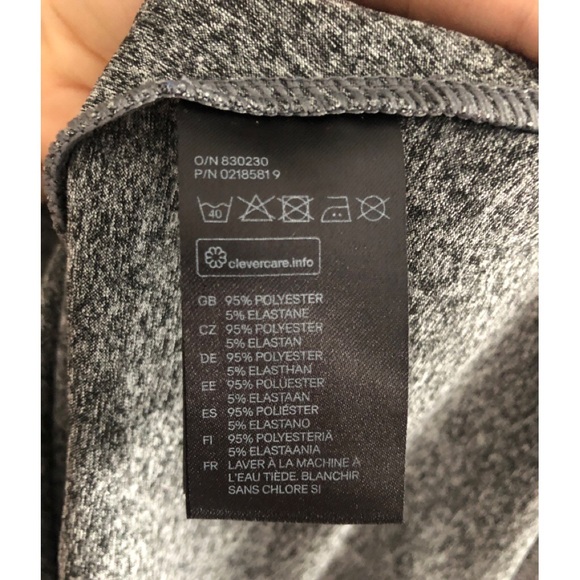 O/N 830230
P/N 0218581 9
40
clevercare.info
GB 95% POLYESTER
5% ELASTANE
CZ 95% POLYESTER
5% ELASTAN
DE 95% POLYESTER
5% ELASTHAN
EE 95% POLÜESTER
5% ELASTAAN
ES 95% POLIÉSTER
5% ELASTANO
FI 95% POLYESTERIÄ
5% ELASTAANIA
FR LAVER À LA MACHINE À
L'EAU TIÈDE. BLANCHIR
SANS CHLORE SI